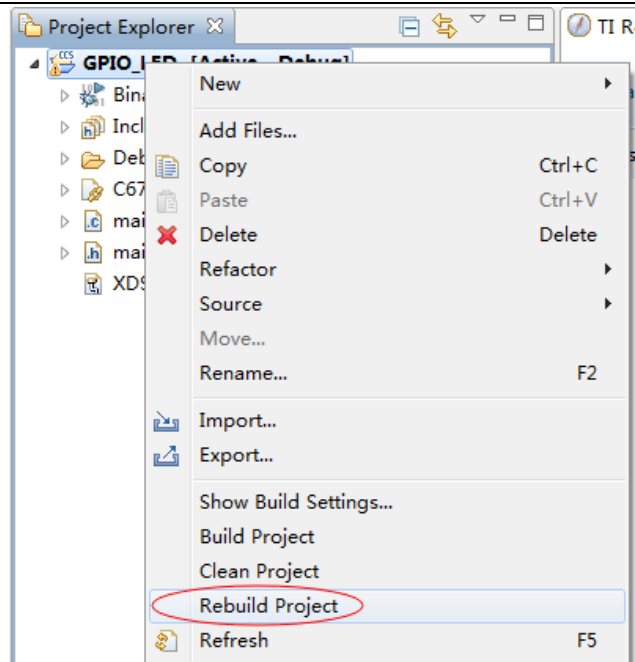 Project Explorer
TI R
GPIO_LED [Active - Debug]
Bin
Incl
Deb
C67
mai
mai
XDS
New
Add Files...
Copy Ctrl+C
Paste Ctrl+V
Delete Delete
Refactor
Source
Move...
Rename... F2
Import...
Export...
Show Build Settings...
Build Project
Clean Project
Rebuild Project
Refresh F5